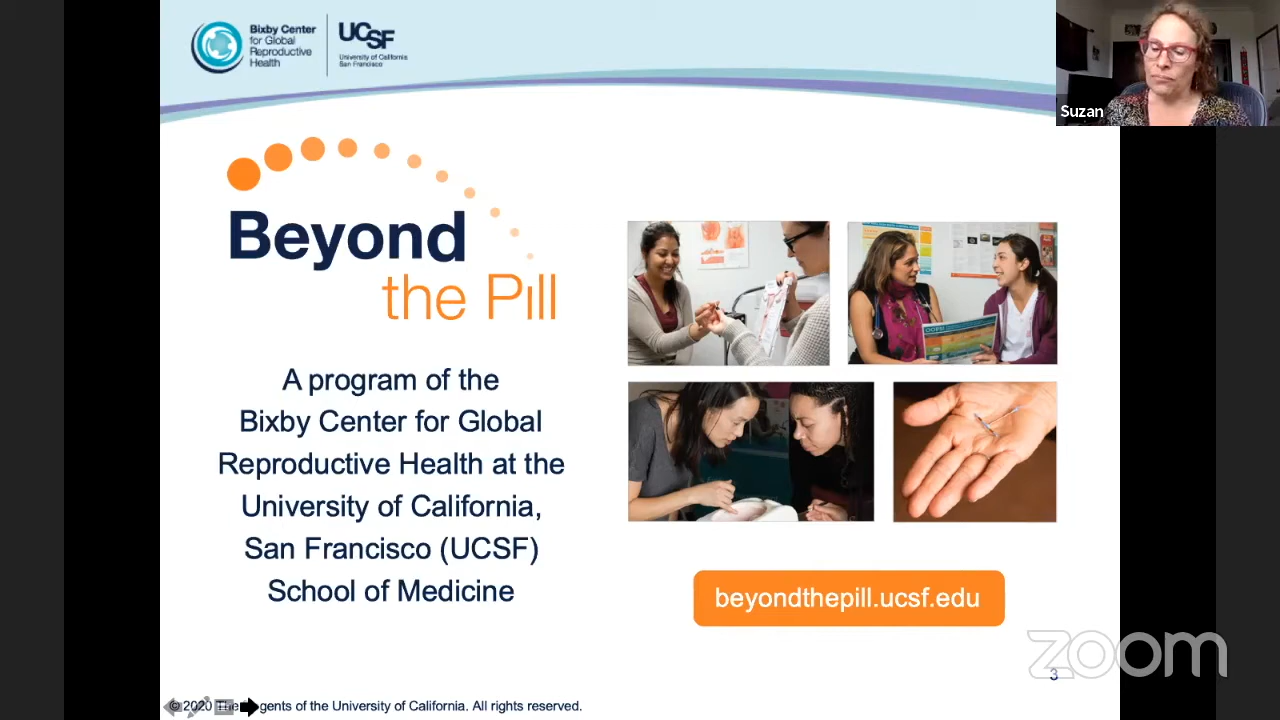 Bixby Center
for Global
Reproductive
Health
UCSF
University of California
San Francisco
Suzan
Beyond
the Pill
A program of the
Bixby Center for Global
Reproductive Health at the
University of California,
San Francisco (UCSF)
School of Medicine
beyondthepill.ucsf.edu
zoom
3
© 2020 The gents of the University of California. All rights reserved.